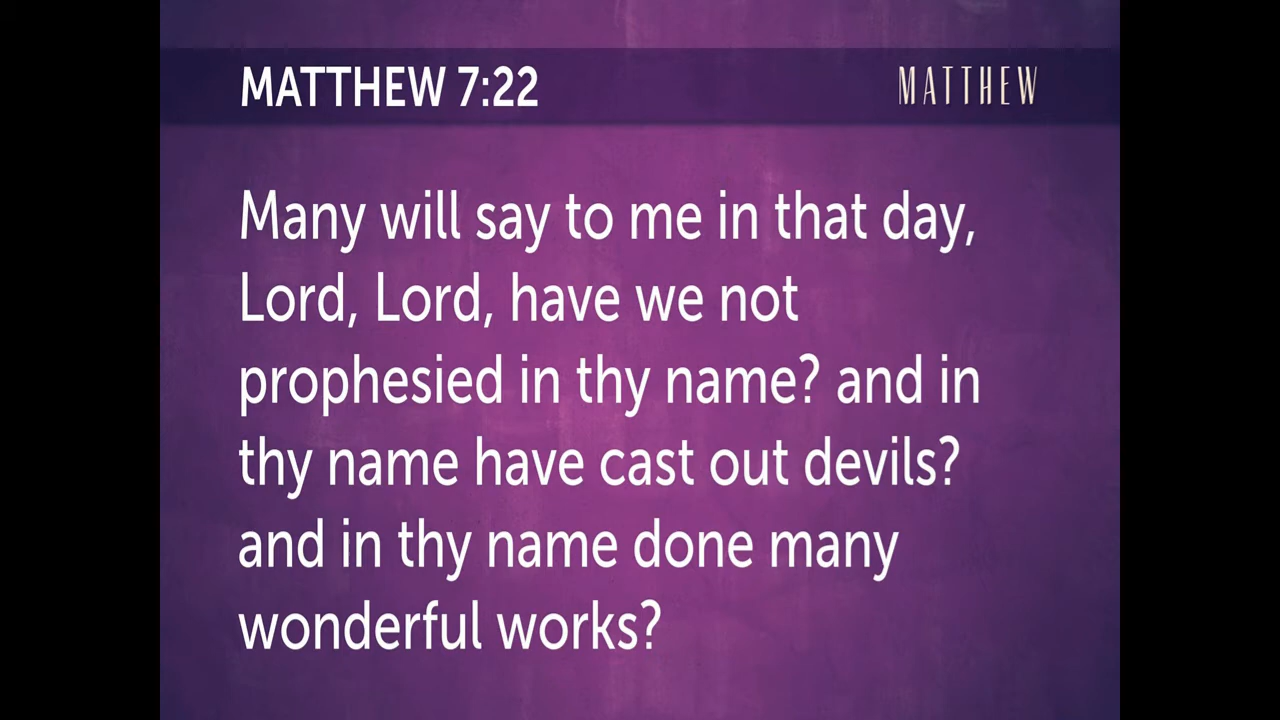 MATTHEW 7:22
MATTHEW
Many will say to me in that day,
Lord, Lord, have we not
prophesied in thy name? and in
thy name have cast out devils?
and in thy name done many
wonderful works?